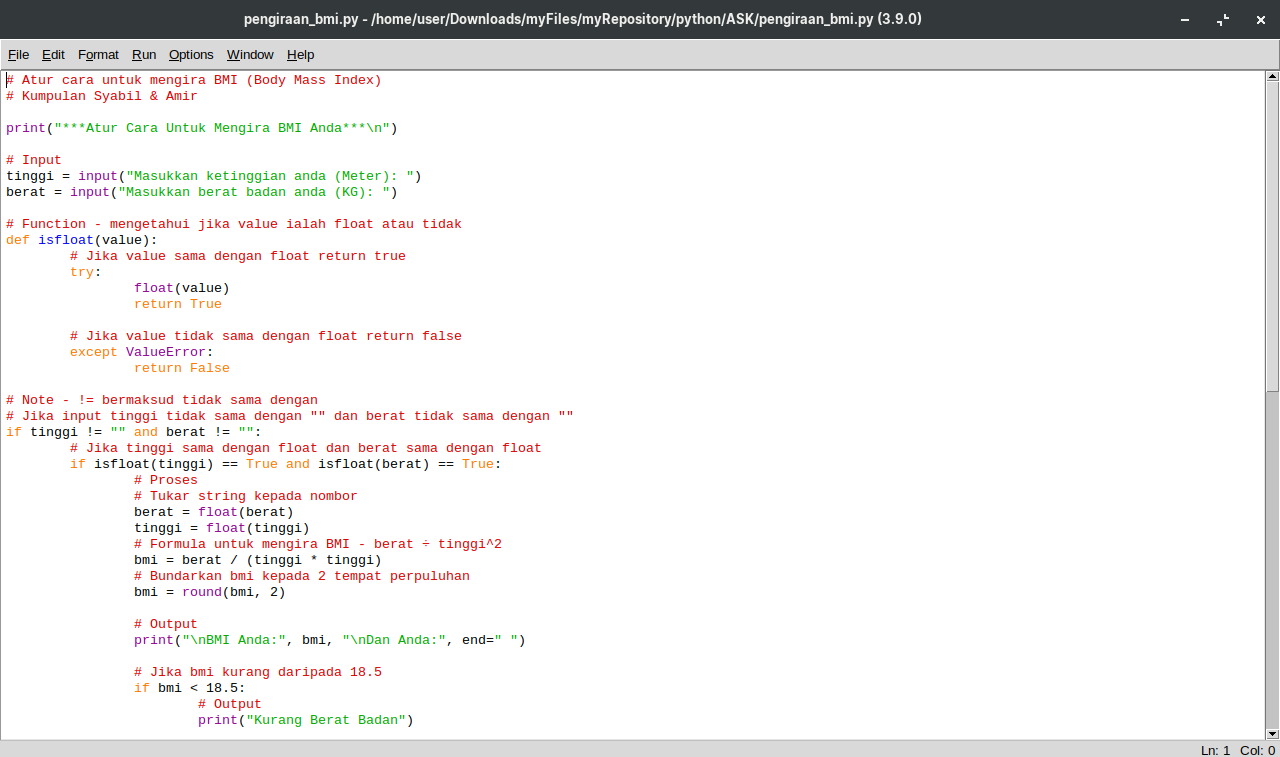 pengiraan_bmi.py - /home/user/Downloads/myFiles/myRepository/python/ASK/pengiraan_bmi.py (3.9.0)
File Edit Format Run Options Window Help
# Atur cara untuk mengira BMI (Body Mass Index)
# Kumpulan Syabil & Amir

print("***Atur Cara Untuk Mengira BMI Anda***\n")

# Input
tinggi = input("Masukkan ketinggian anda (Meter): ")
berat = input("Masukkan berat badan anda (KG): ")

# Function - mengetahui jika value ialah float atau tidak
def isfloat(value):
        # Jika value sama dengan float return true
        try:
                float(value)
                return True

        # Jika value tidak sama dengan float return false
        except ValueError:
                return False

# Note - != bermaksud tidak sama dengan
# Jika input tinggi tidak sama dengan "" dan berat tidak sama dengan ""
if tinggi != "" and berat != "":
        # Jika tinggi sama dengan float dan berat sama dengan float
        if isfloat(tinggi) == True and isfloat(berat) == True:
                # Proses
                # Tukar string kepada nombor
                berat = float(berat)
                tinggi = float(tinggi)
                # Formula untuk mengira BMI - berat ÷ tinggi^2
                bmi = berat / (tinggi * tinggi)
                # Bundarkan bmi kepada 2 tempat perpuluhan
                bmi = round(bmi, 2)

                # Output
                print("\nBMI Anda:", bmi, "\nDan Anda:", end=" ")

                # Jika bmi kurang daripada 18.5
                if bmi < 18.5:
                        # Output
                        print("Kurang Berat Badan")
Ln: 1 Col: 0